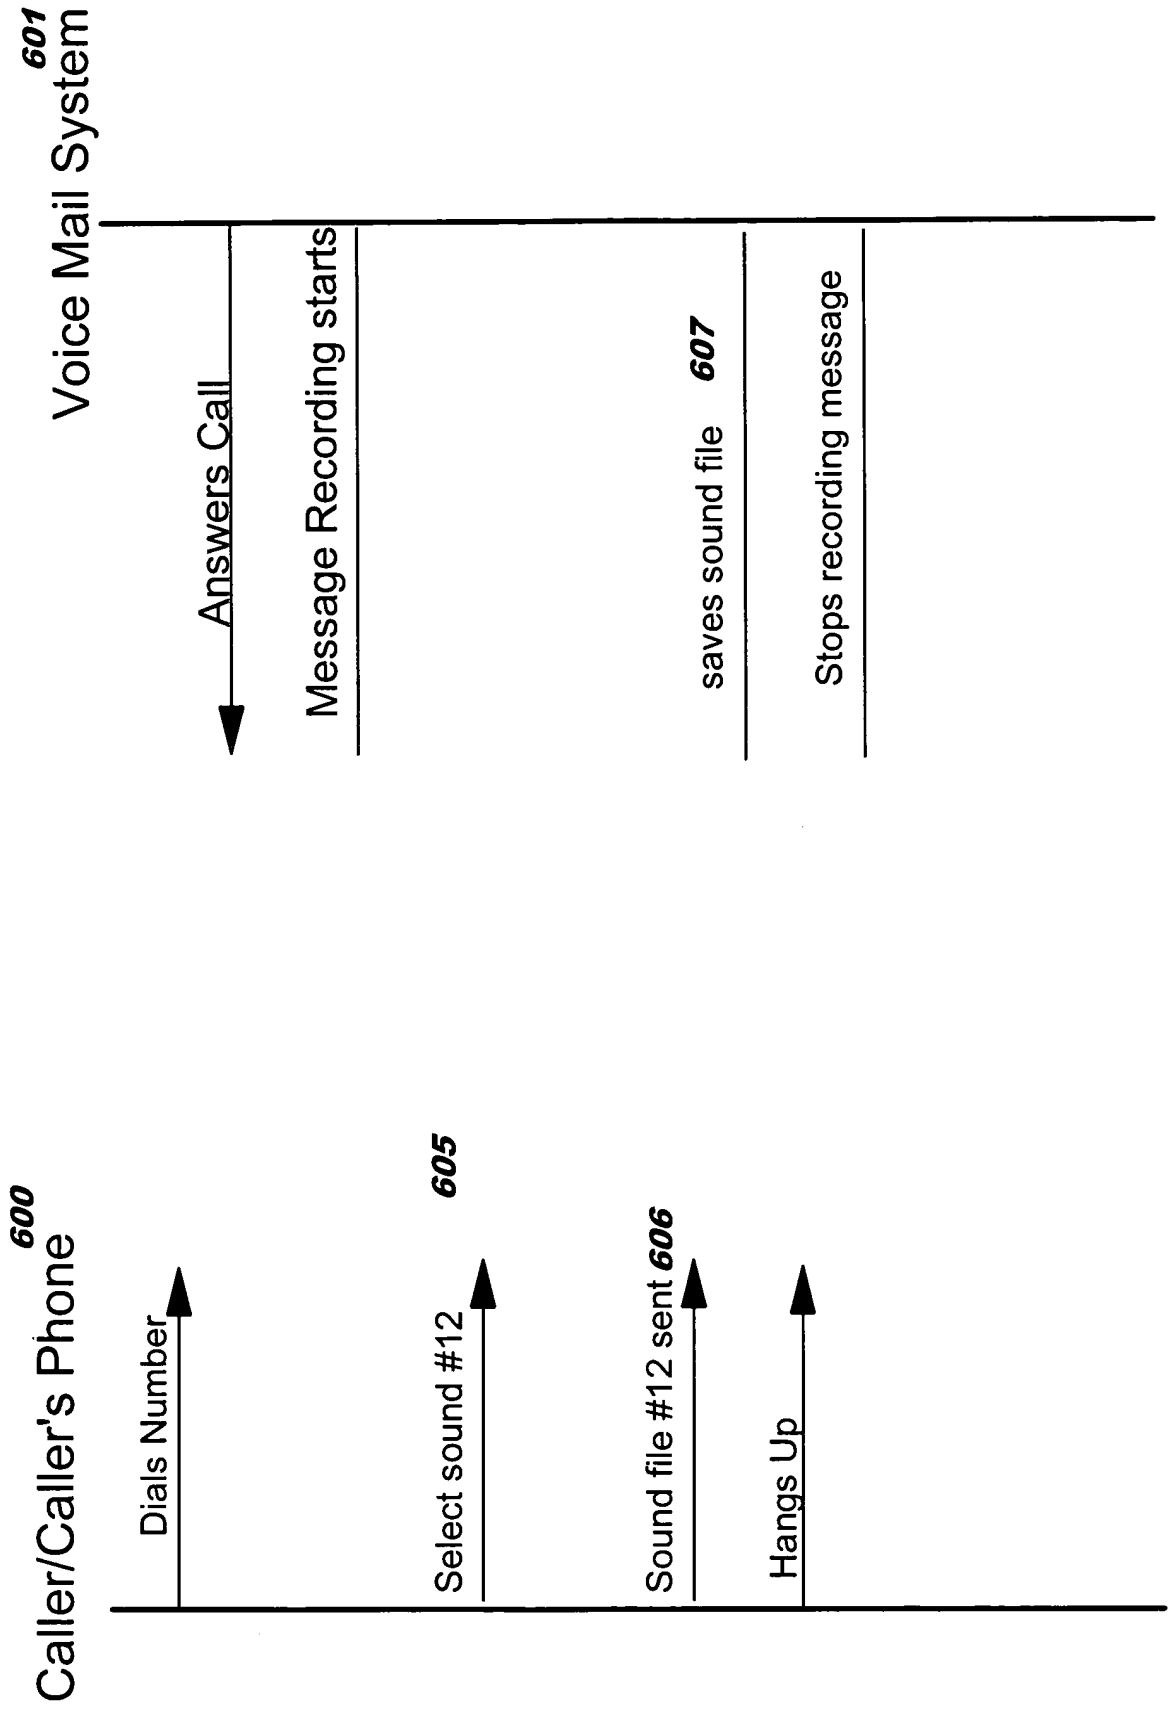 600
601
Caller/Caller's Phone
Voice Mail System
Dials Number
Answers Call
Message Recording starts
Select sound #12
605
Sound file #12 sent 606
saves sound file 607
Hangs Up
Stops recording message